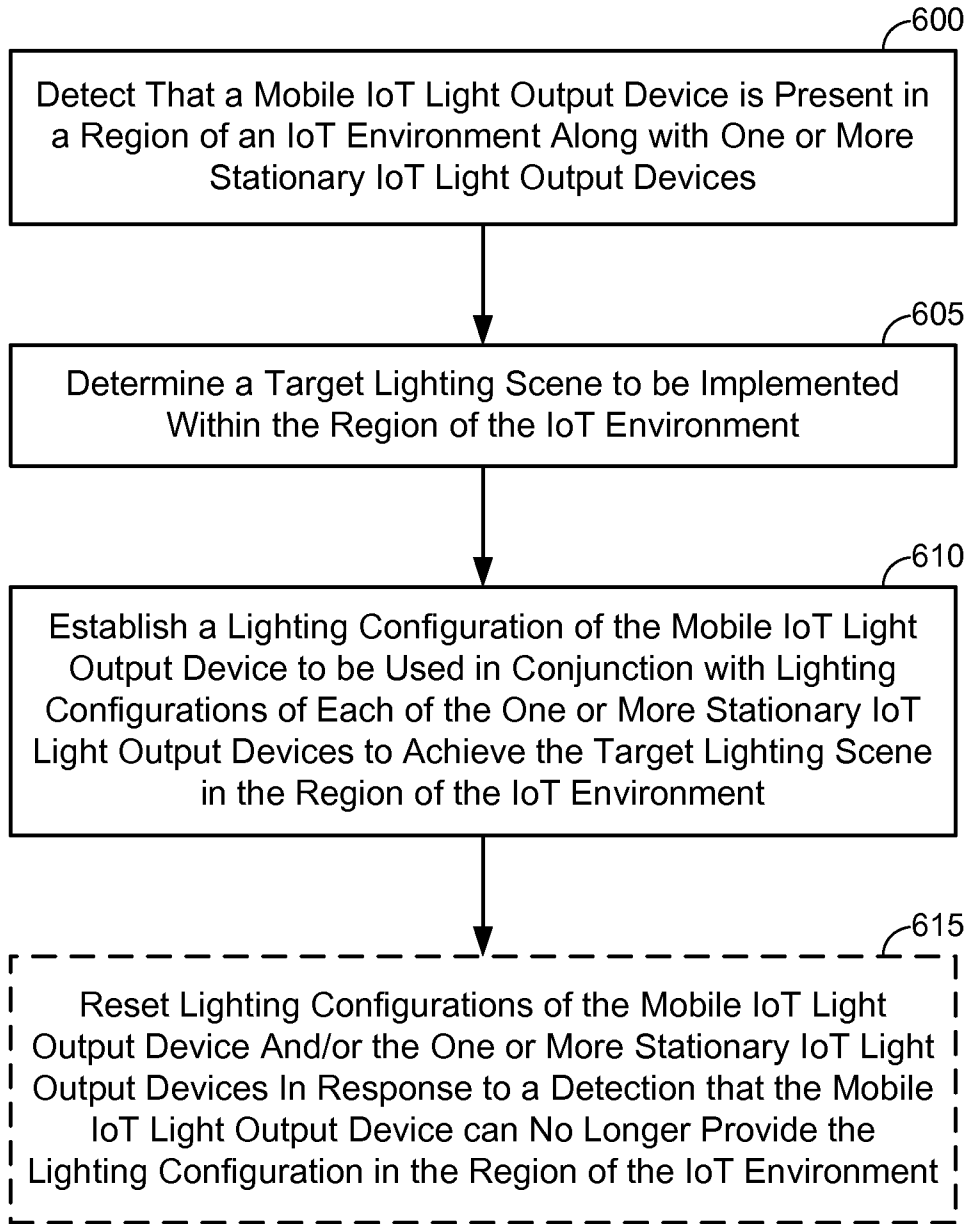 600
Detect That a Mobile IoT Light Output Device is Present in
a Region of an IoT Environment Along with One or More
Stationary IoT Light Output Devices
605
Determine a Target Lighting Scene to be Implemented
Within the Region of the IoT Environment
610
Establish a Lighting Configuration of the Mobile IoT Light
Output Device to be Used in Conjunction with Lighting
Configurations of Each of the One or More Stationary IoT
Light Output Devices to Achieve the Target Lighting Scene
in the Region of the IoT Environment
615
Reset Lighting Configurations of the Mobile IoT Light
Output Device And/or the One or More Stationary IoT Light
Output Devices In Response to a Detection that the Mobile
IoT Light Output Device can No Longer Provide the
Lighting Configuration in the Region of the IoT Environment